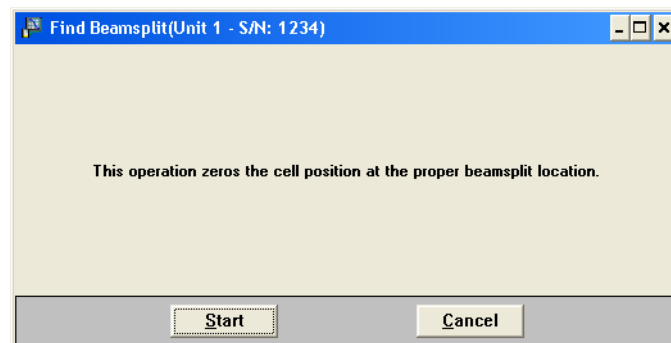 Find Beamsplit(Unit 1 - S/N: 1234)
This operation zeros the cell position at the proper beamsplit location.
Start
Cancel